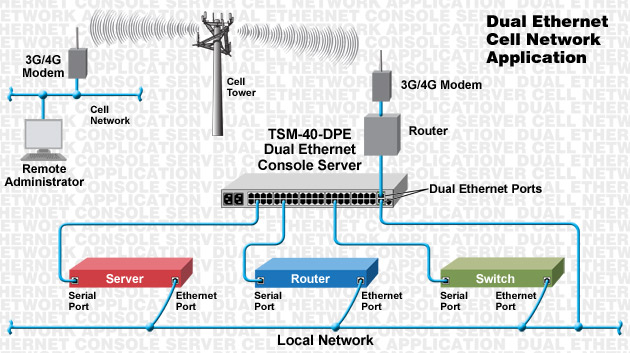 Dual Ethernet
Cell Network
Application
3G/4G
Modem
Cell
Tower
3G/4G Modem
Cell
Network
Router
TSM-40-DPE
Dual Ethernet
Console Server
Remote
Administrator
Dual Ethernet Ports
Server
Serial
Port
Ethernet
Port
Router
Serial
Port
Ethernet
Port
Switch
Serial
Port
Ethernet
Port
Local Network